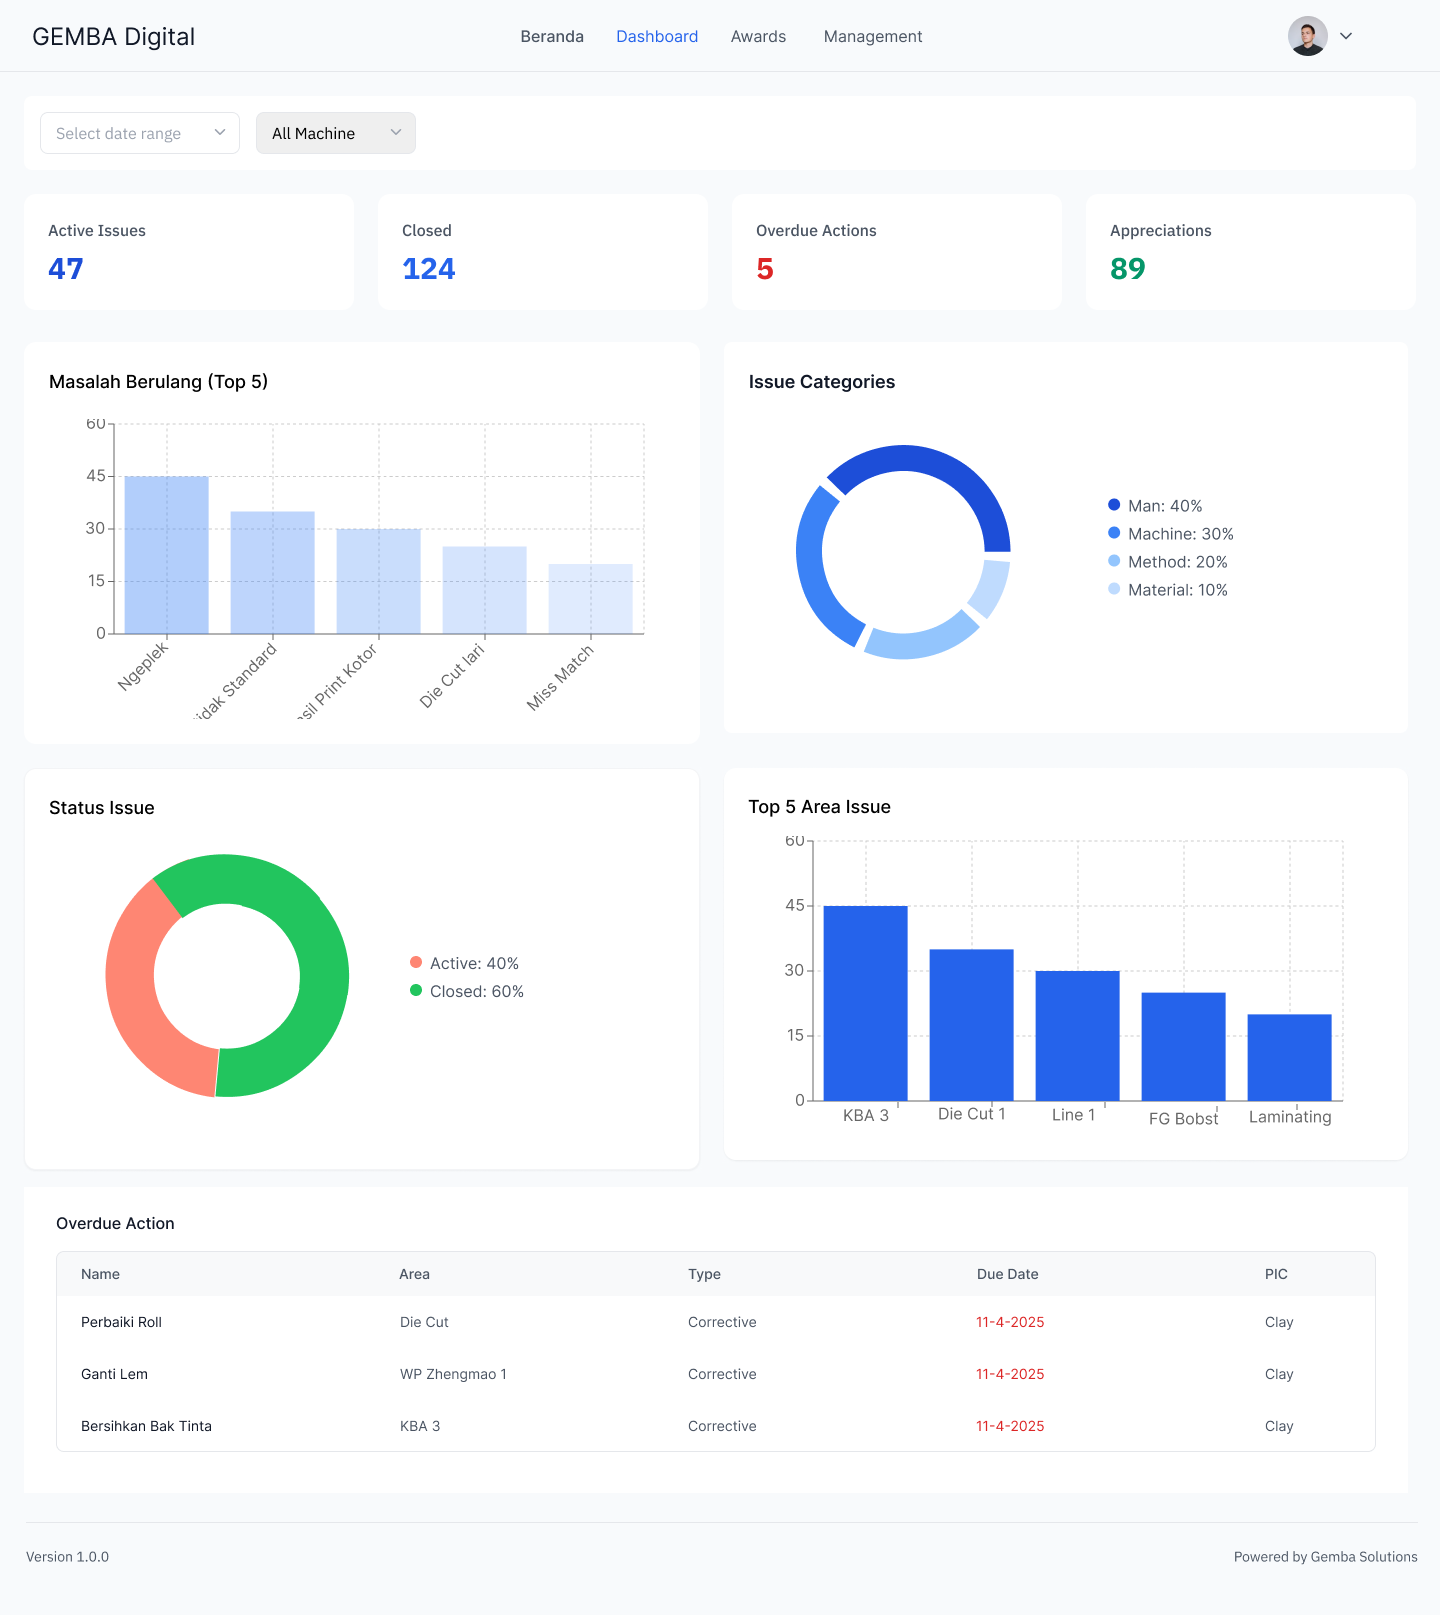 GEMBA Digital
Beranda
Dashboard
Awards
Management
Select date range
All Machine
Active Issues
47
Closed
124
Overdue Actions
5
Appreciations
89
Masalah Berulang (Top 5)
60
45
30
15
0
Ngeplek
Standard
Print Kotor
Die Cut lari
Miss Match
Issue Categories
Man: 40%
Machine: 30%
Method: 20%
Material: 10%
Status Issue
Active: 40%
Closed: 60%
Top 5 Area Issue
60
45
30
15
0
KBA 3
Die Cut 1
Line 1
FG Bobst
Laminating
Overdue Action
Name Area Type Due Date PIC
Perbaiki Roll Die Cut Corrective 11-4-2025 Clay
Ganti Lem WP Zhengmao 1 Corrective 11-4-2025 Clay
Bersihkan Bak Tinta KBA 3 Corrective 11-4-2025 Clay
Version 1.0.0
Powered by Gemba Solutions